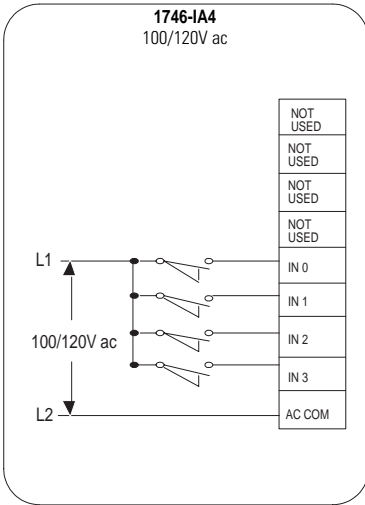 1746-IA4
100/120V ac
NOT
USED
NOT
USED
NOT
USED
NOT
USED
L1
IN 0
IN 1
100/120V ac
IN 2
IN 3
L2
AC COM